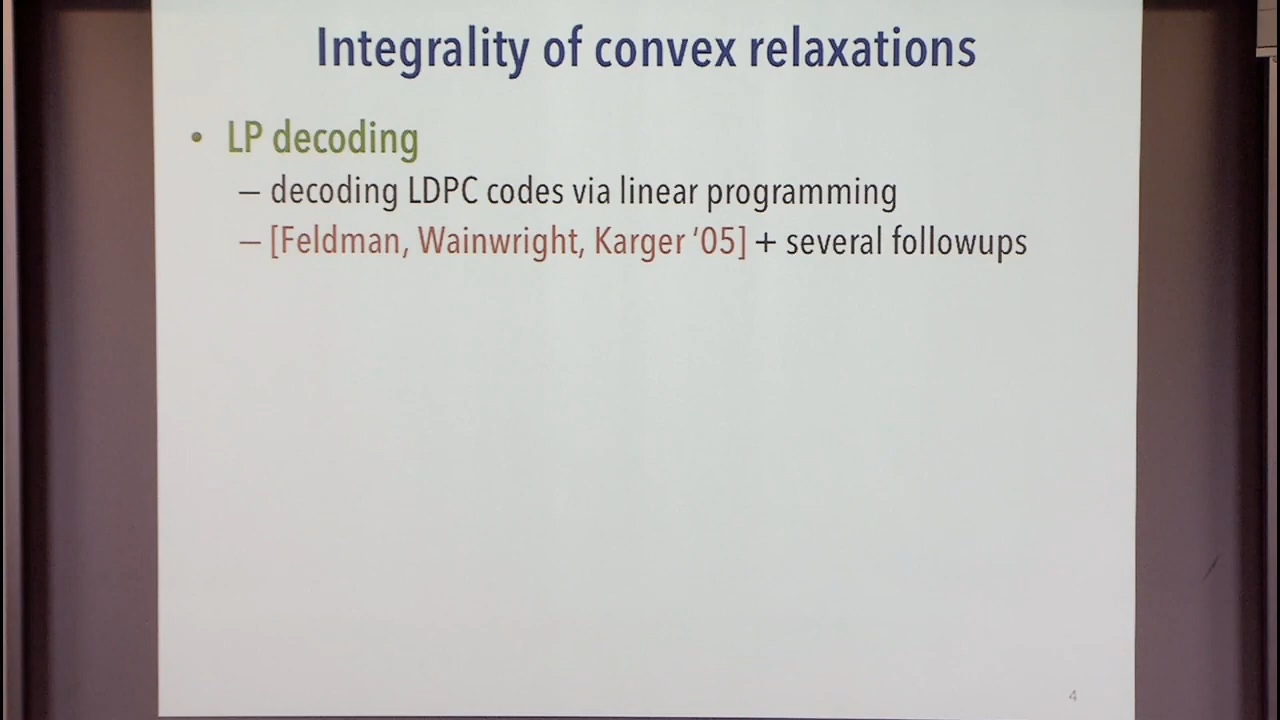 Integrality of convex relaxations
• LP decoding
– decoding LDPC codes via linear programming
– [Feldman, Wainwright, Karger ‘05] + several followups
4